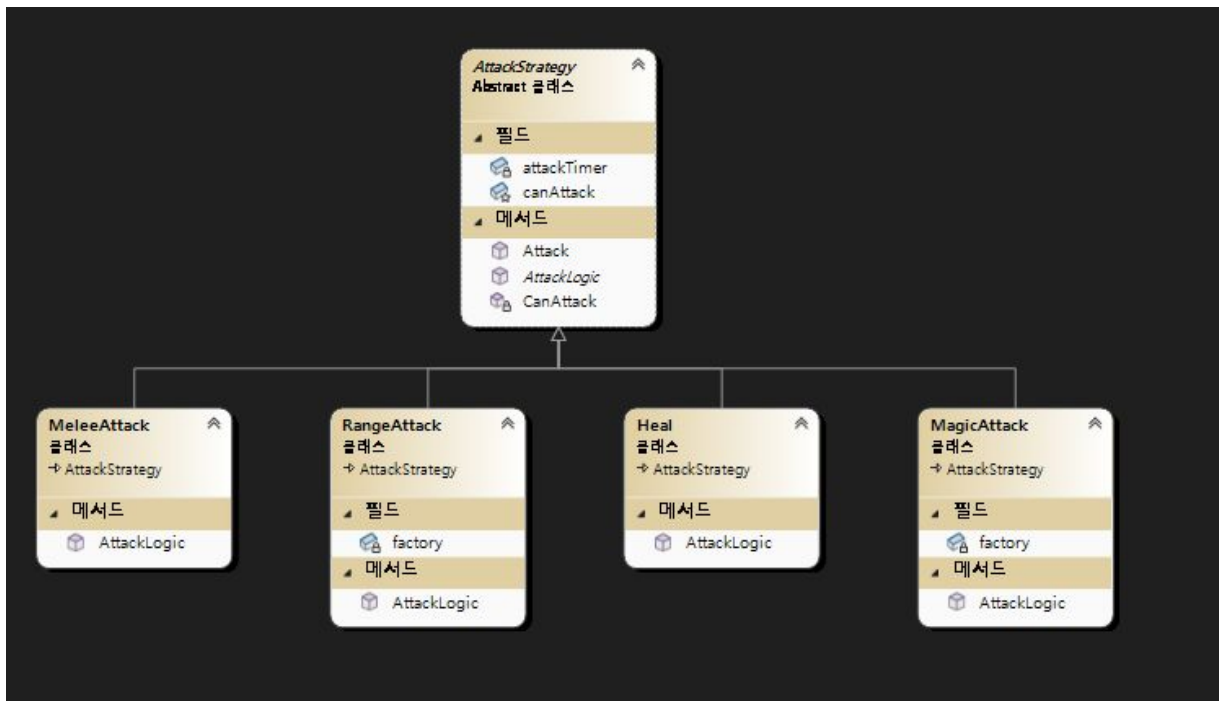 AttackStrategy
Abstract 클래스
필드
attackTimer
canAttack
메서드
Attack
AttackLogic
CanAttack
MeleeAttack
클래스
AttackStrategy
메서드
AttackLogic
RangeAttack
클래스
AttackStrategy
필드
factory
메서드
AttackLogic
Heal
클래스
AttackStrategy
메서드
AttackLogic
MagicAttack
클래스
AttackStrategy
필드
factory
메서드
AttackLogic